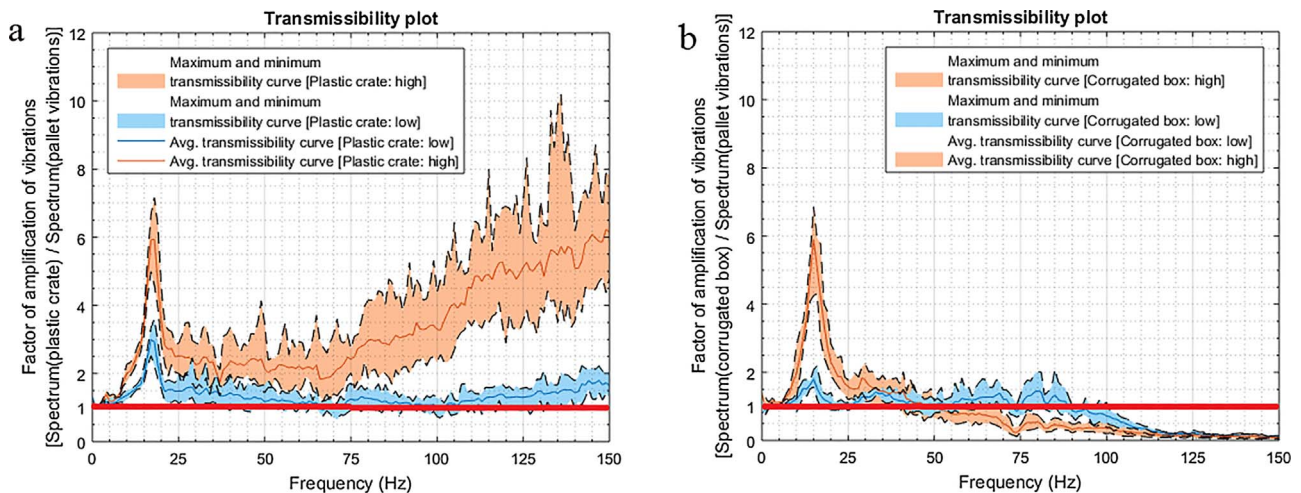 a
Transmissibility plot
Factor of amplification of vibrations
[Spectrum(plastic crate) / Spectrum(pallet vibrations)]
12
10
8
6
4
2
1
0
Maximum and minimum
transmissibility curve [Plastic crate: high]
Maximum and minimum
transmissibility curve [Plastic crate: low]
Avg. transmissibility curve [Plastic crate: low]
Avg. transmissibility curve [Plastic crate: high]
0 25 50 75 100 125 150
Frequency (Hz)
b
Transmissibility plot
Factor of amplification of vibrations
[Spectrum(corrugated box) / Spectrum(pallet vibrations)]
12
10
8
6
4
2
1
0
Maximum and minimum
transmissibility curve [Corrugated box: high]
Maximum and minimum
transmissibility curve [Corrugated box: low]
Avg. transmissibility curve [Corrugated box: low]
Avg. transmissibility curve [Corrugated box: high]
0 25 50 75 100 125 150
Frequency (Hz)